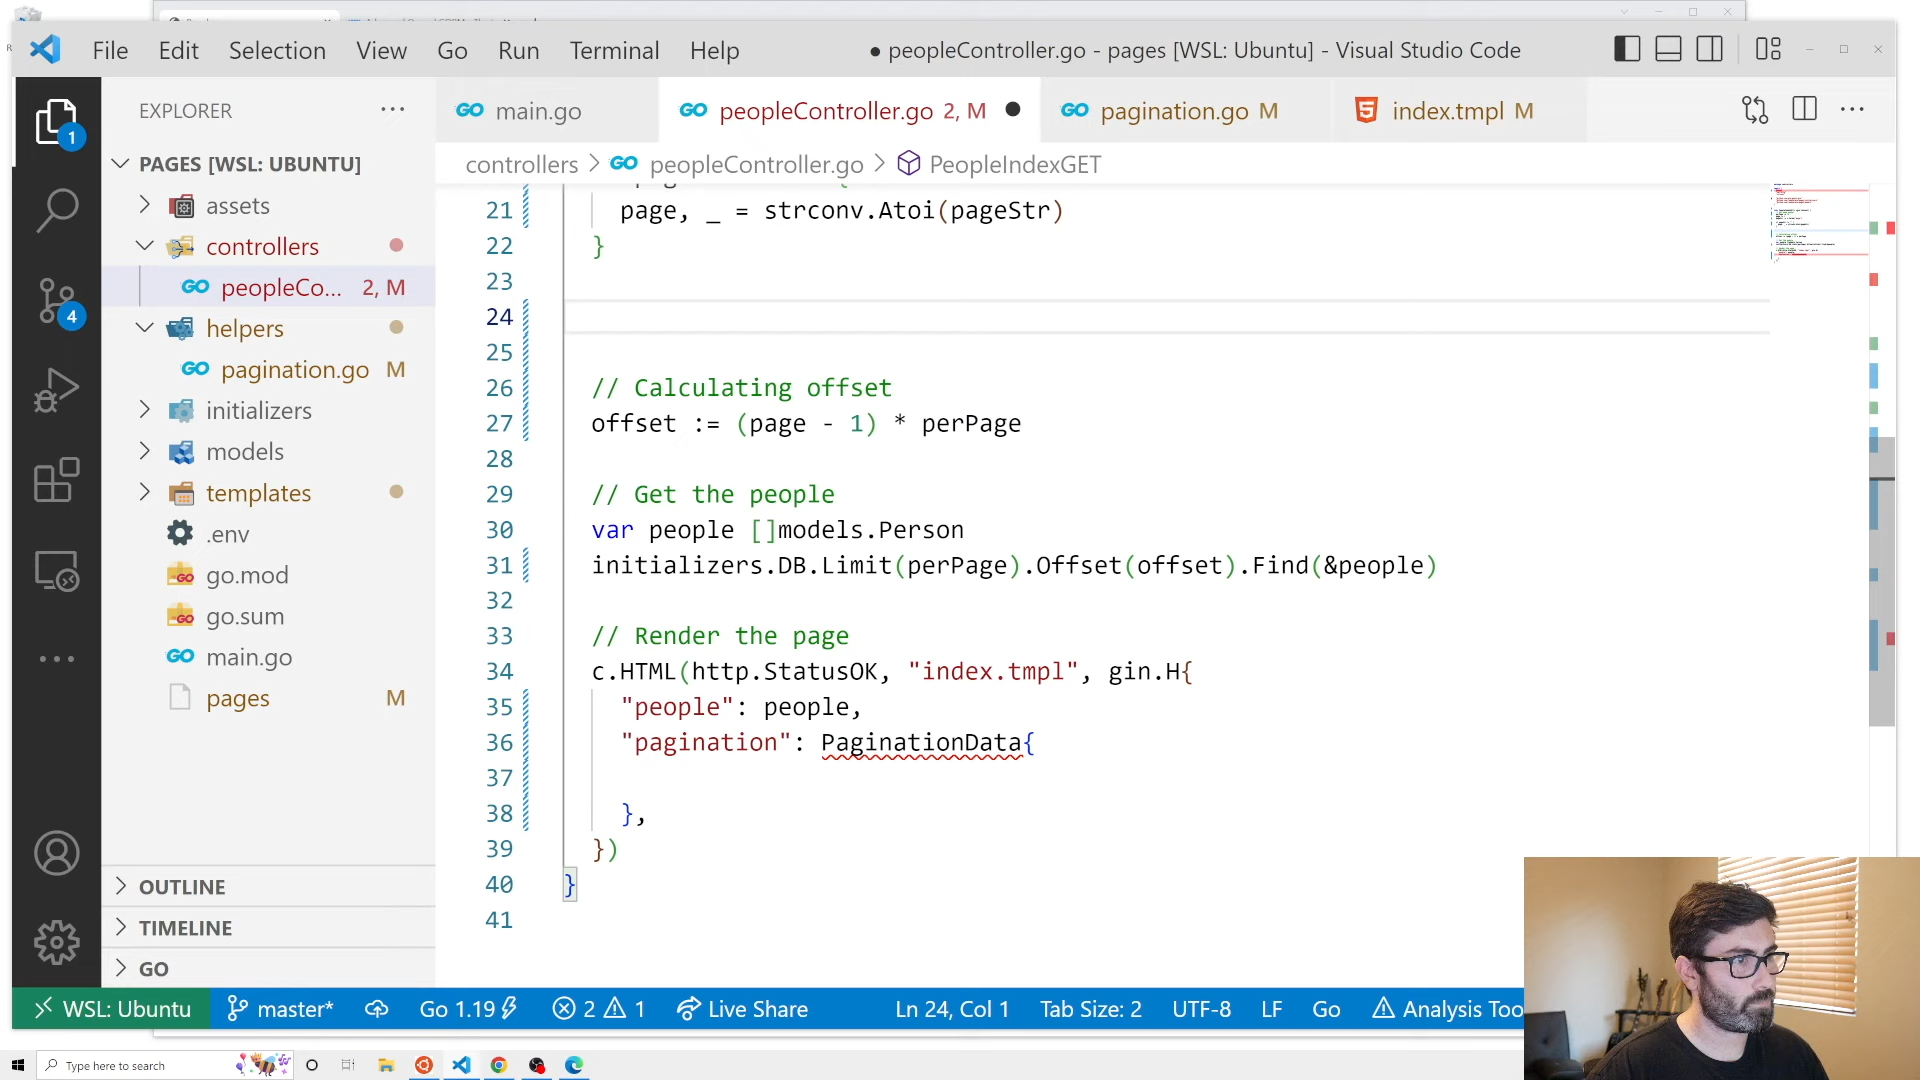 File Edit Selection View Go Run Terminal Help
● peopleController.go - pages [WSL: Ubuntu] - Visual Studio Code
EXPLORER
main.go
peopleController.go 2, M
pagination.go M
index.tmpl M
controllers > peopleController.go > PeopleIndexGET
1
4
PAGES [WSL: UBUNTU]
assets
controllers
peopleCo... 2, M
helpers
pagination.go M
initializers
models
templates
.env
go.mod
go.sum
main.go
pages M
OUTLINE
TIMELINE
GO
21 page, _ = strconv.Atoi(pageStr)
22 }
23
24
25
26 // Calculating offset
27 offset := (page - 1) * perPage
28
29 // Get the people
30 var people []models.Person
31 initializers.DB.Limit(perPage).Offset(offset).Find(&people)
32
33 // Render the page
34 c.HTML(http.StatusOK, "index.tmpl", gin.H{
35 "people": people,
36 "pagination": PaginationData{
37
38 },
39 })
40 }
41
WSL: Ubuntu master* Go 1.19 2 1 Live Share Ln 24, Col 1 Tab Size: 2 UTF-8 LF Go Analysis Too
Type here to search